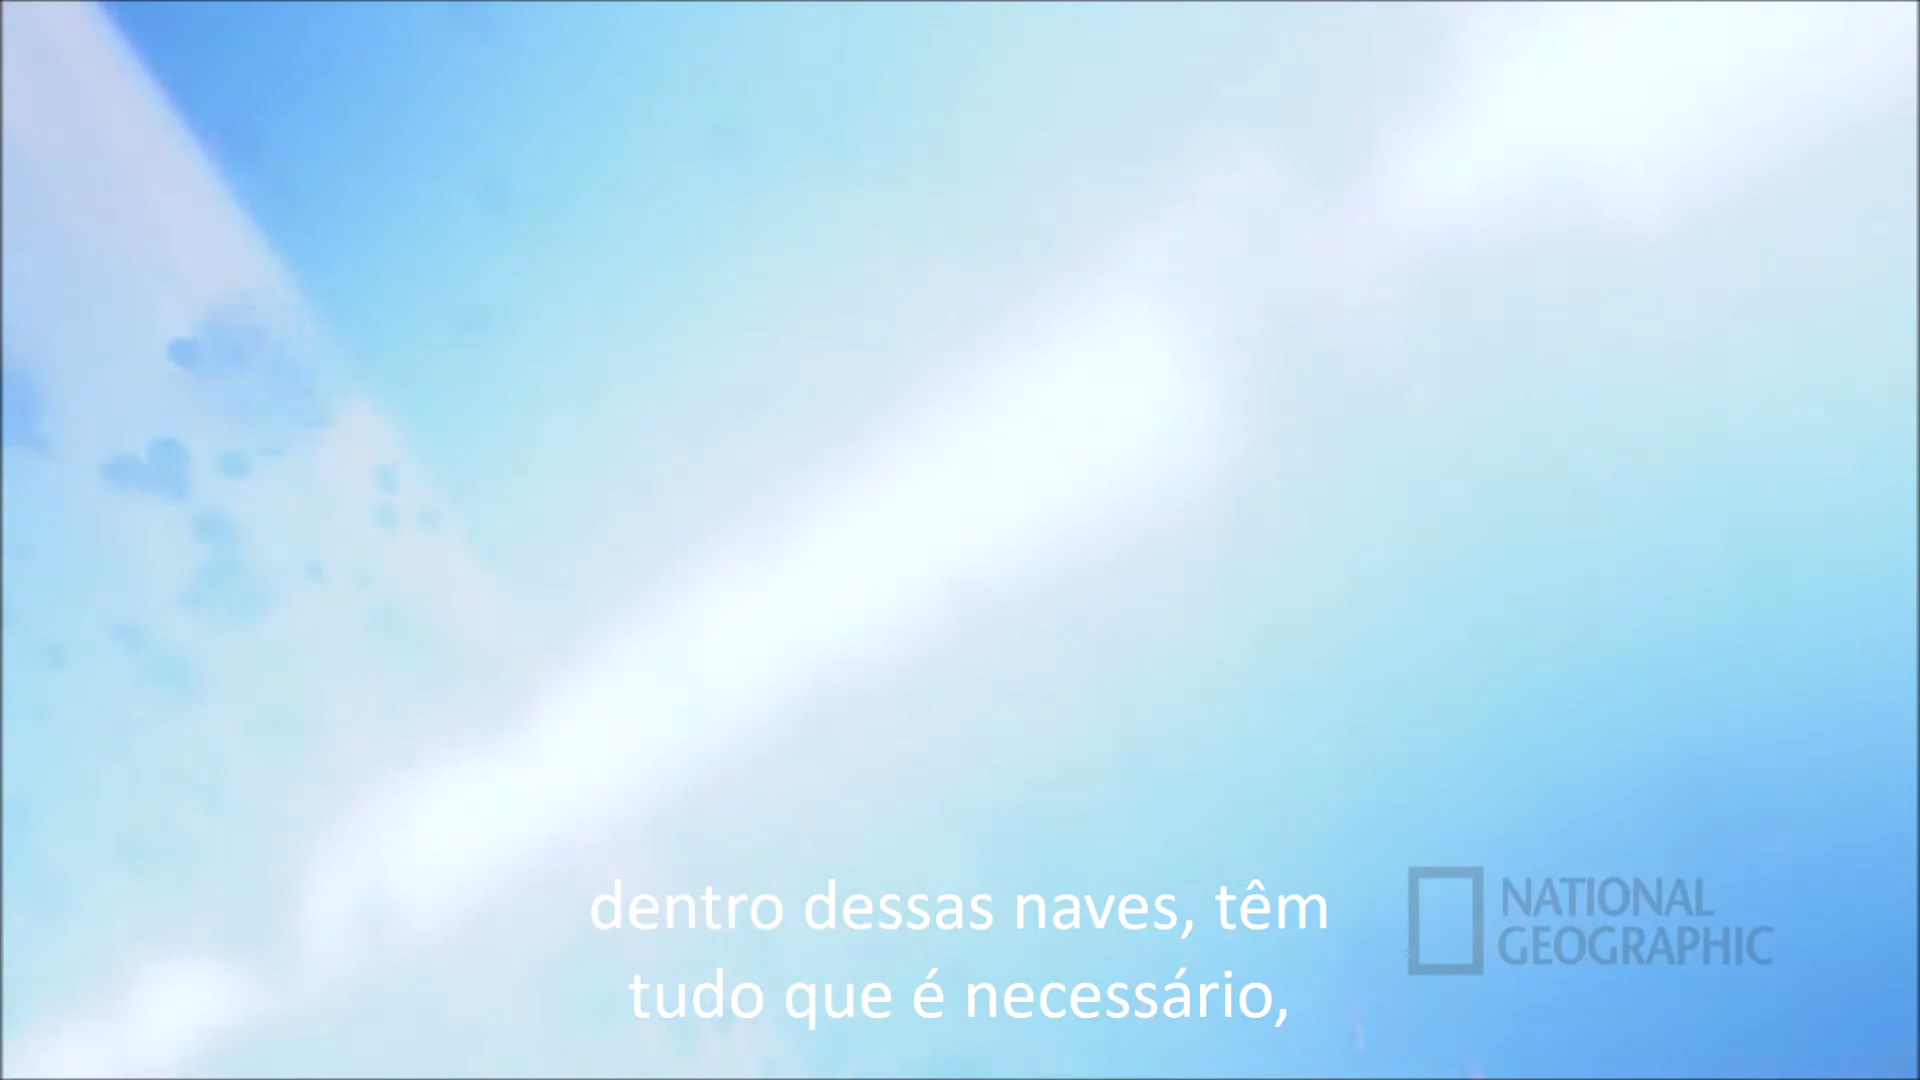 dentro dessas naves, têm
tudo que é necessário,
NATIONAL
GEOGRAPHIC